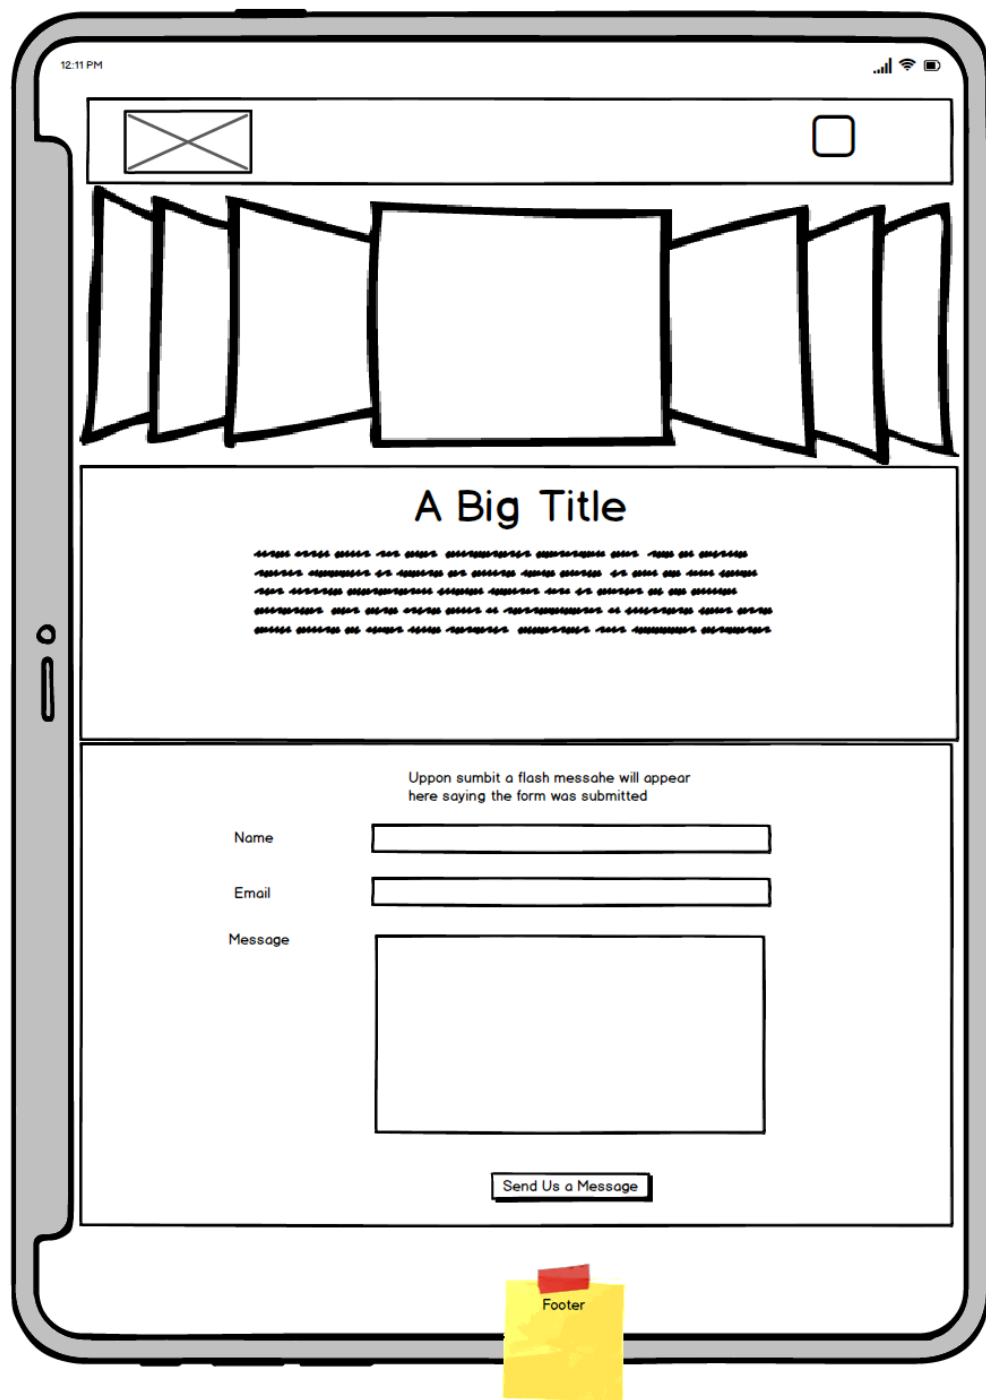 12:11 PM
A Big Title
Uppon sumbit a flash messahe will appear
here saying the form was submitted
Name
Email
Message
Send Us a Message
Footer